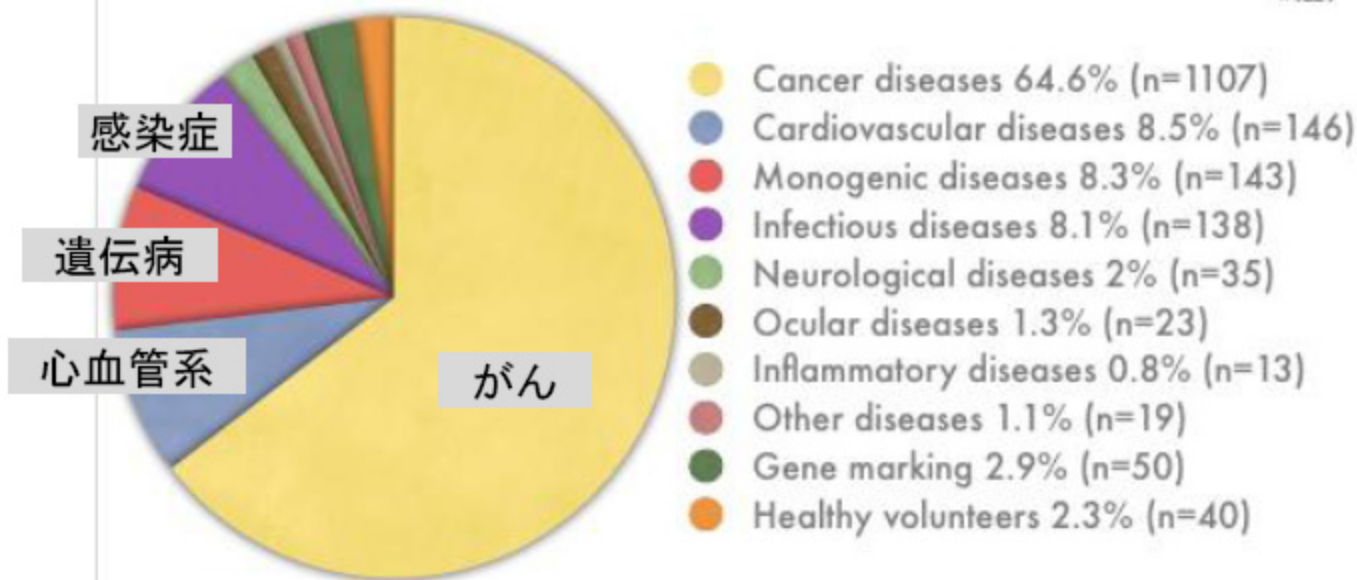 感染症
遺伝病
心血管系
がん
Cancer diseases 64.6% (n=1107)
Cardiovascular diseases 8.5% (n=146)
Monogenic diseases 8.3% (n=143)
Infectious diseases 8.1% (n=138)
Neurological diseases 2% (n=35)
Ocular diseases 1.3% (n=23)
Inflammatory diseases 0.8% (n=13)
Other diseases 1.1% (n=19)
Gene marking 2.9% (n=50)
Healthy volunteers 2.3% (n=40)